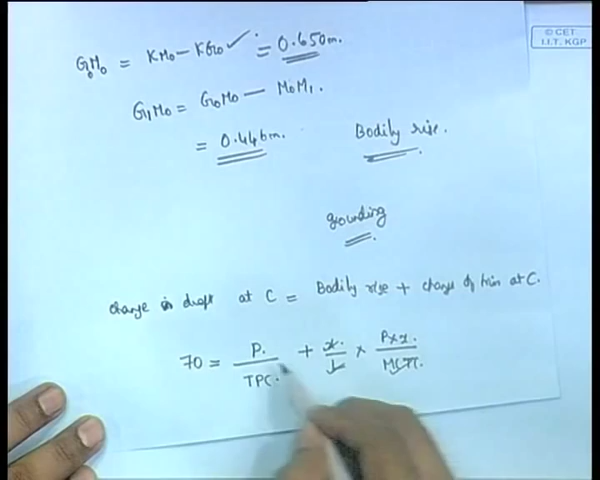 © CET
I.I.T. KGP
G₀M₀ = KM₀ - KG₀ ✓ = 0.650m.
G₁M₀ = G₀M₀ - M₀M₁.
= 0.446m. Bodily rise.
grounding
change in draft at C = Bodily rise + change of trim at C.
70 = P. / TPC. + x. / L × P×x. / MCTC.